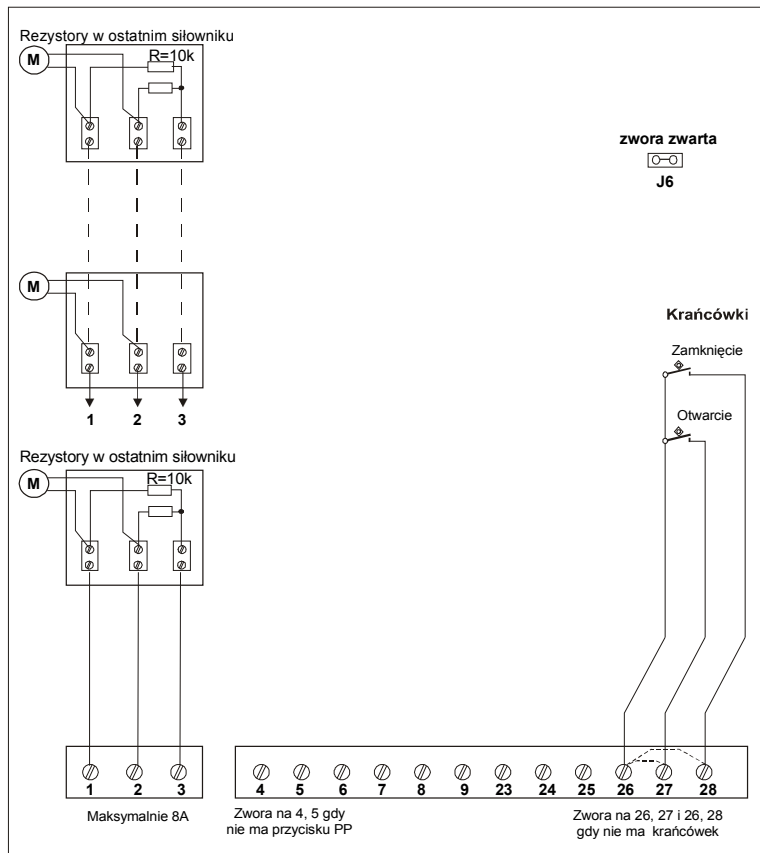 Rezystory w ostatnim siłowniku
R=10k
M
zwora zwarta
J6
M
Krańcówki
Zamknięcie
Otwarcie
1 2 3
Rezystory w ostatnim siłowniku
R=10k
M
1 2 3 4 5 6 7 8 9 23 24 25 26 27 28
Maksymalnie 8A
Zwora na 4, 5 gdy
nie ma przycisku PP
Zwora na 26, 27 i 26, 28
gdy nie ma krańcówek